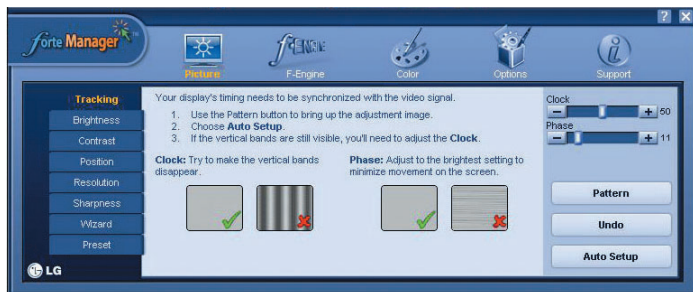 forte Manager
Picture
F-Engine
F-Engine
Color
Options
Support
Tracking
Brightness
Contrast
Position
Resolution
Sharpness
Wizard
Preset
LG
Your display's timing needs to be synchronized with the video signal.
1. Use the Pattern button to bring up the adjustment image.
2. Choose Auto Setup.
3. If the vertical bands are still visible, you'll need to adjust the Clock.
Clock: Try to make the vertical bands
disappear.
Phase: Adjust to the brightest setting to
minimize movement on the screen.
Clock
50
Phase
11
Pattern
Undo
Auto Setup